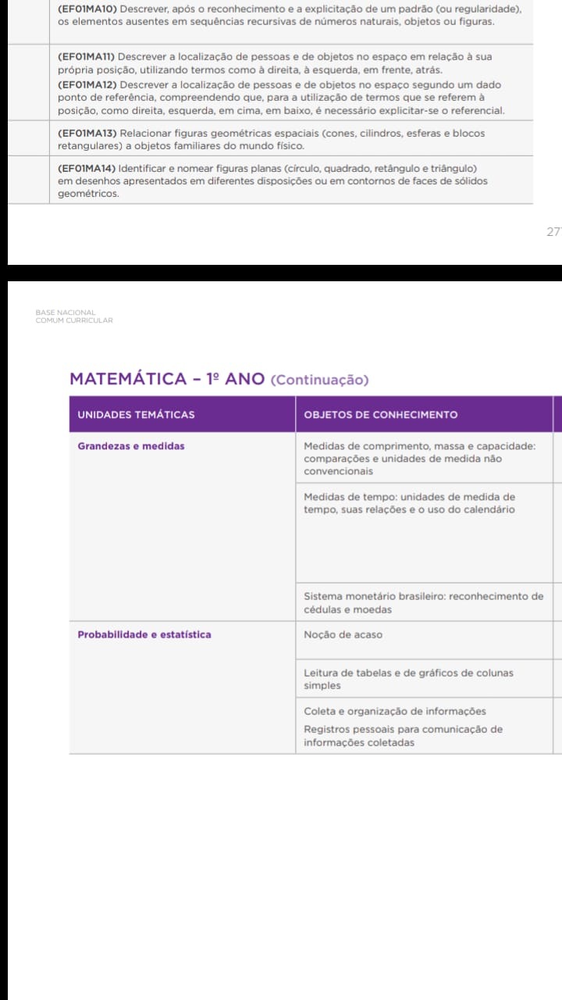 (EF01MA10) Descrever, após o reconhecimento e a explicitação de um padrão (ou regularidade),
os elementos ausentes em sequências recursivas de números naturais, objetos ou figuras.
(EF01MA11) Descrever a localização de pessoas e de objetos no espaço em relação à sua
própria posição, utilizando termos como à direita, à esquerda, em frente, atrás.
(EF01MA12) Descrever a localização de pessoas e de objetos no espaço segundo um dado
ponto de referência, compreendendo que, para a utilização de termos que se referem à
posição, como direita, esquerda, em cima, em baixo, é necessário explicitar-se o referencial.
(EF01MA13) Relacionar figuras geométricas espaciais (cones, cilindros, esferas e blocos
retangulares) a objetos familiares do mundo físico.
(EF01MA14) Identificar e nomear figuras planas (círculo, quadrado, retângulo e triângulo)
em desenhos apresentados em diferentes disposições ou em contornos de faces de sólidos
geométricos.
27
BASE NACIONAL
COMUM CURRICULAR
MATEMÁTICA – 1º ANO (Continuação)
UNIDADES TEMÁTICAS
OBJETOS DE CONHECIMENTO
Grandezas e medidas
Medidas de comprimento, massa e capacidade:
comparações e unidades de medida não
convencionais
Medidas de tempo: unidades de medida de
tempo, suas relações e o uso do calendário
Sistema monetário brasileiro: reconhecimento de
cédulas e moedas
Probabilidade e estatística
Noção de acaso
Leitura de tabelas e de gráficos de colunas
simples
Coleta e organização de informações
Registros pessoais para comunicação de
informações coletadas